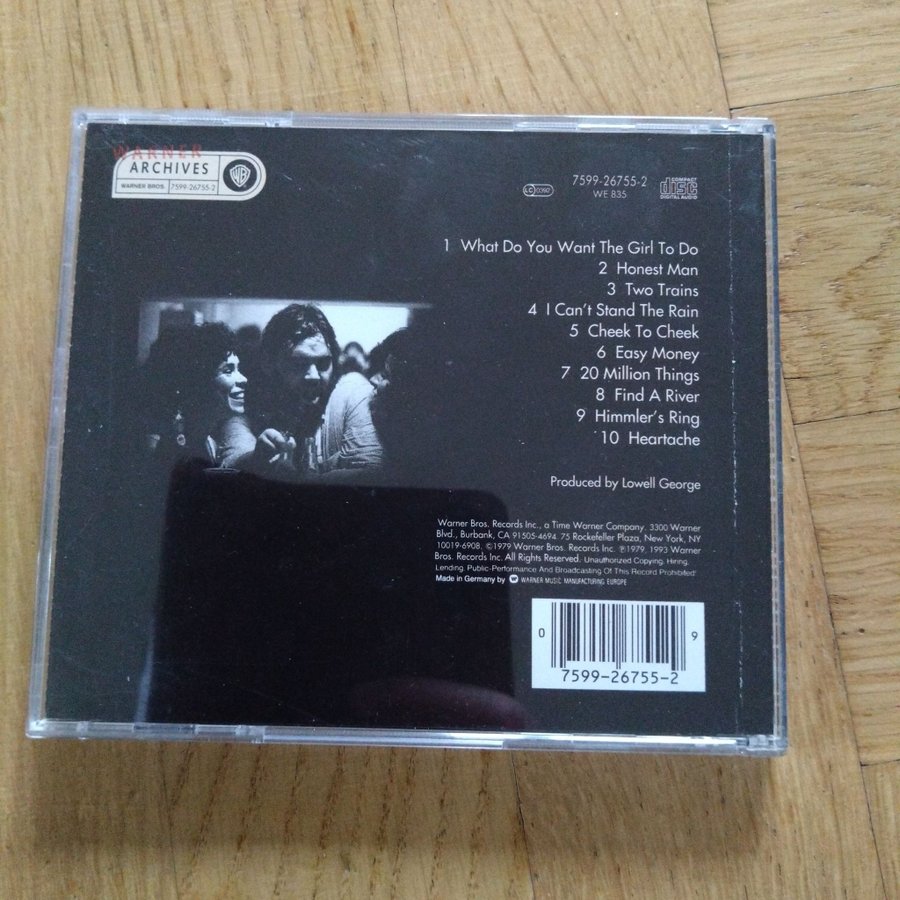 WARNER
ARCHIVES
WARNER BROS. 7599-26755-2
WB
LC 0392
7599-26755-2
WE 835
COMPACT
disc
DIGITAL AUDIO
1 What Do You Want The Girl To Do
2 Honest Man
3 Two Trains
4 I Can't Stand The Rain
5 Cheek To Cheek
6 Easy Money
7 20 Million Things
8 Find A River
9 Himmler's Ring
10 Heartache
Produced by Lowell George
Warner Bros. Records Inc., a Time Warner Company. 3300 Warner
Blvd., Burbank, CA 91505-4694. 75 Rockefeller Plaza, New York, NY
10019-6908. ©1979 Warner Bros. Records Inc. ℗1979, 1993 Warner
Bros. Records Inc. All Rights Reserved. Unauthorized Copying, Hiring,
Lending, Public-Performance And Broadcasting Of This Record Prohibited
Made in Germany by WARNER MUSIC MANUFACTURING EUROPE
0 9
7599-26755-2